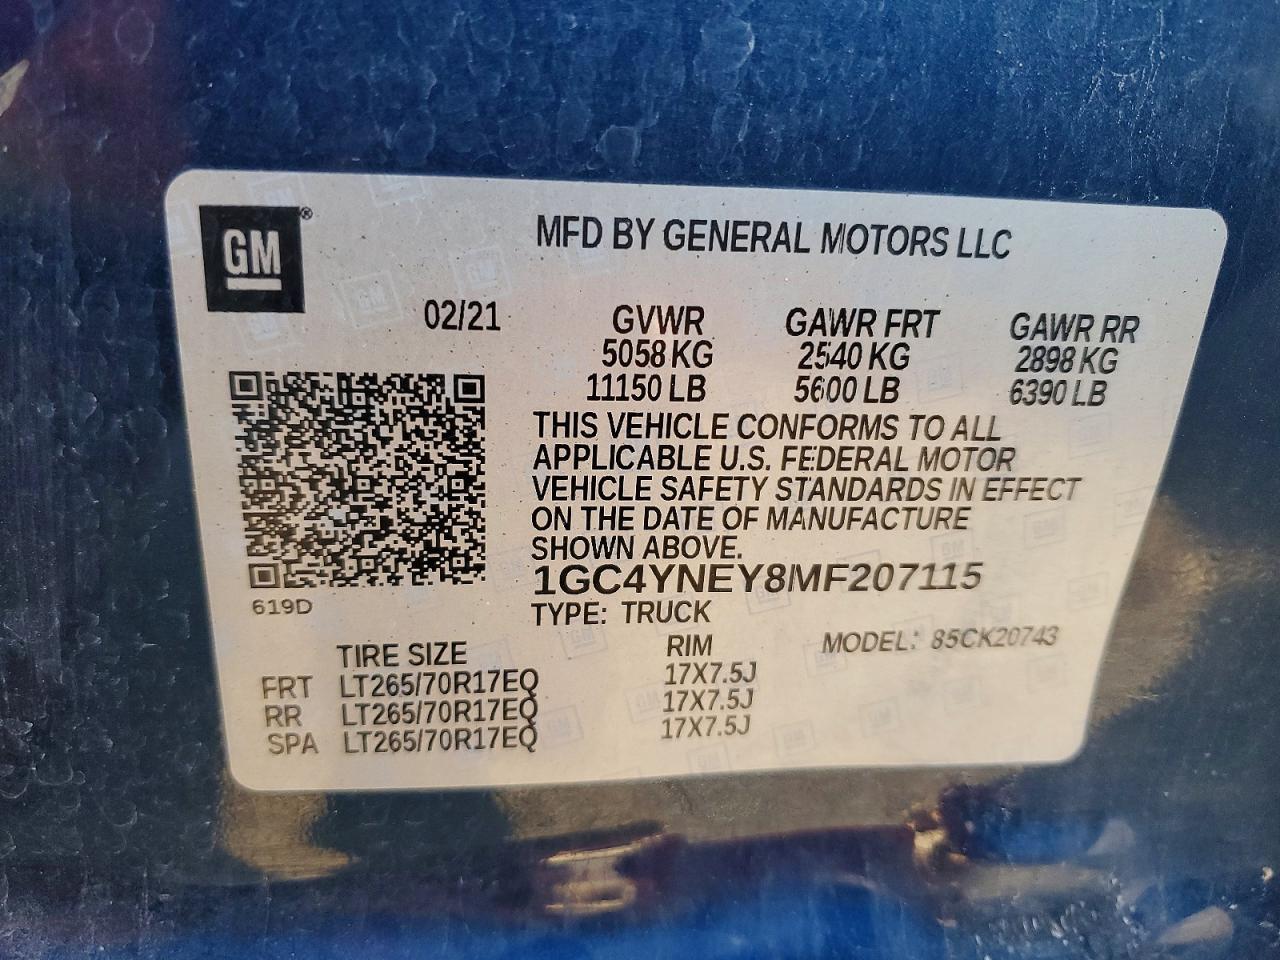 GM®
MFD BY GENERAL MOTORS LLC
02/21
GVWR GAWR FRT GAWR RR
5058 KG 2540 KG 2898 KG
11150 LB 5600 LB 6390 LB
THIS VEHICLE CONFORMS TO ALL
APPLICABLE U.S. FEDERAL MOTOR
VEHICLE SAFETY STANDARDS IN EFFECT
ON THE DATE OF MANUFACTURE
SHOWN ABOVE.
1GC4YNEY8MF207115
619D
TYPE: TRUCK
MODEL: 85CK20743
TIRE SIZE RIM
FRT LT265/70R17EQ 17X7.5J
RR LT265/70R17EQ 17X7.5J
SPA LT265/70R17EQ 17X7.5J